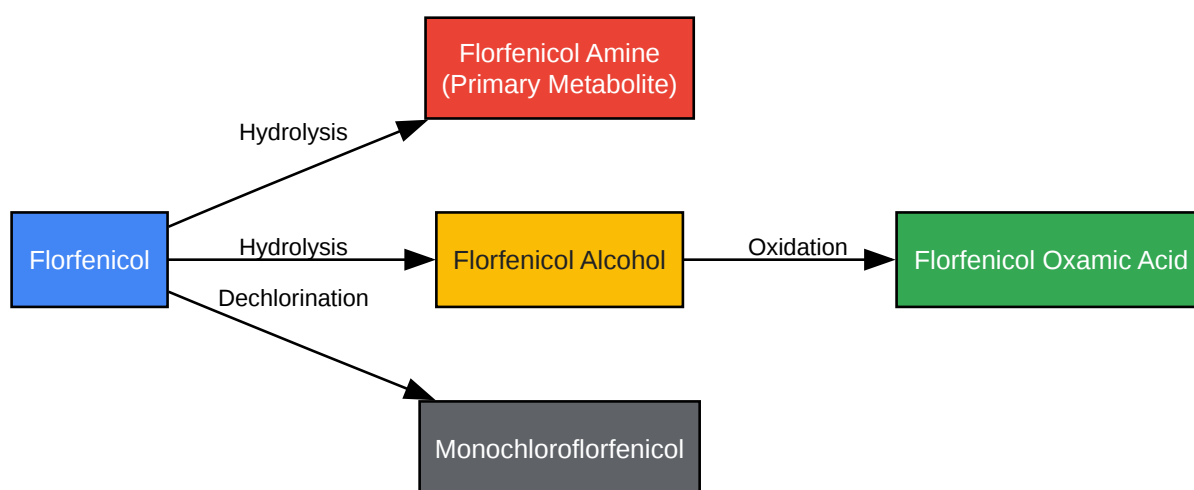 Florfenicol Amine
(Primary Metabolite)
Hydrolysis
Florfenicol
Hydrolysis
Florfenicol Alcohol
Oxidation
Florfenicol Oxamic Acid
Dechlorination
Monochloroflorfenicol